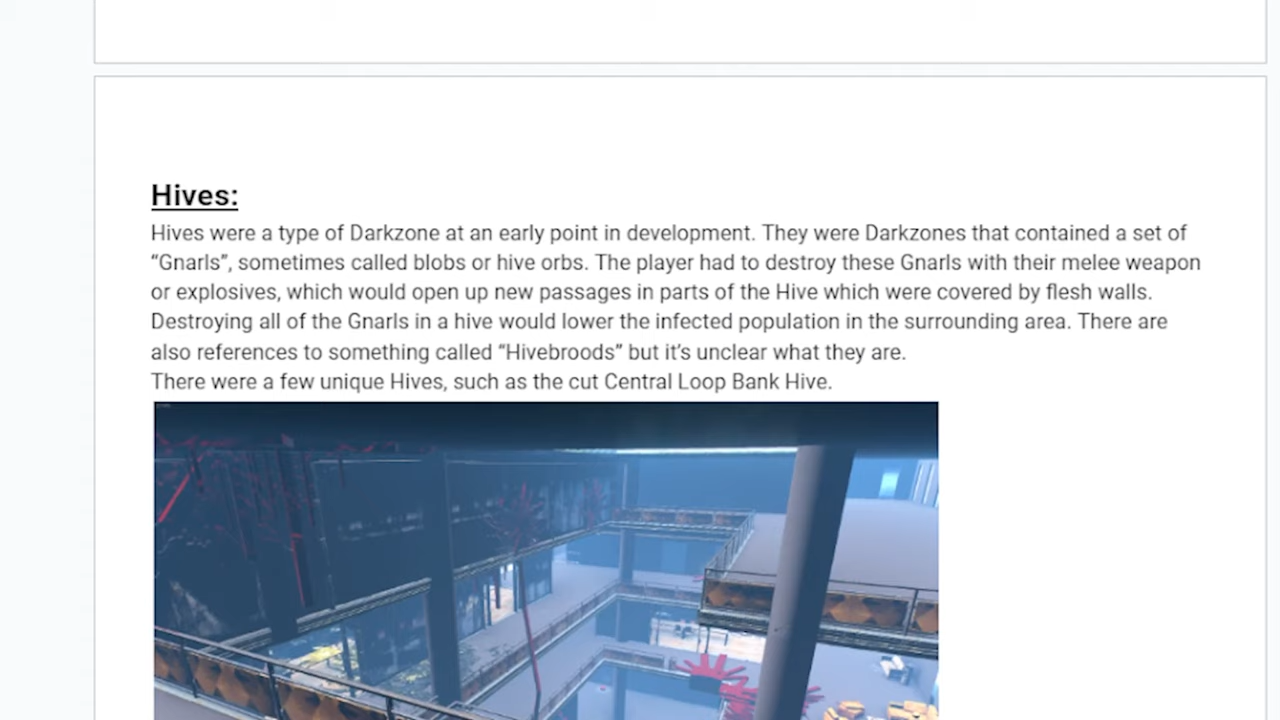 Hives:
Hives were a type of Darkzone at an early point in development. They were Darkzones that contained a set of
“Gnarls”, sometimes called blobs or hive orbs. The player had to destroy these Gnarls with their melee weapon
or explosives, which would open up new passages in parts of the Hive which were covered by flesh walls.
Destroying all of the Gnarls in a hive would lower the infected population in the surrounding area. There are
also references to something called “Hivebroods” but it’s unclear what they are.
There were a few unique Hives, such as the cut Central Loop Bank Hive.